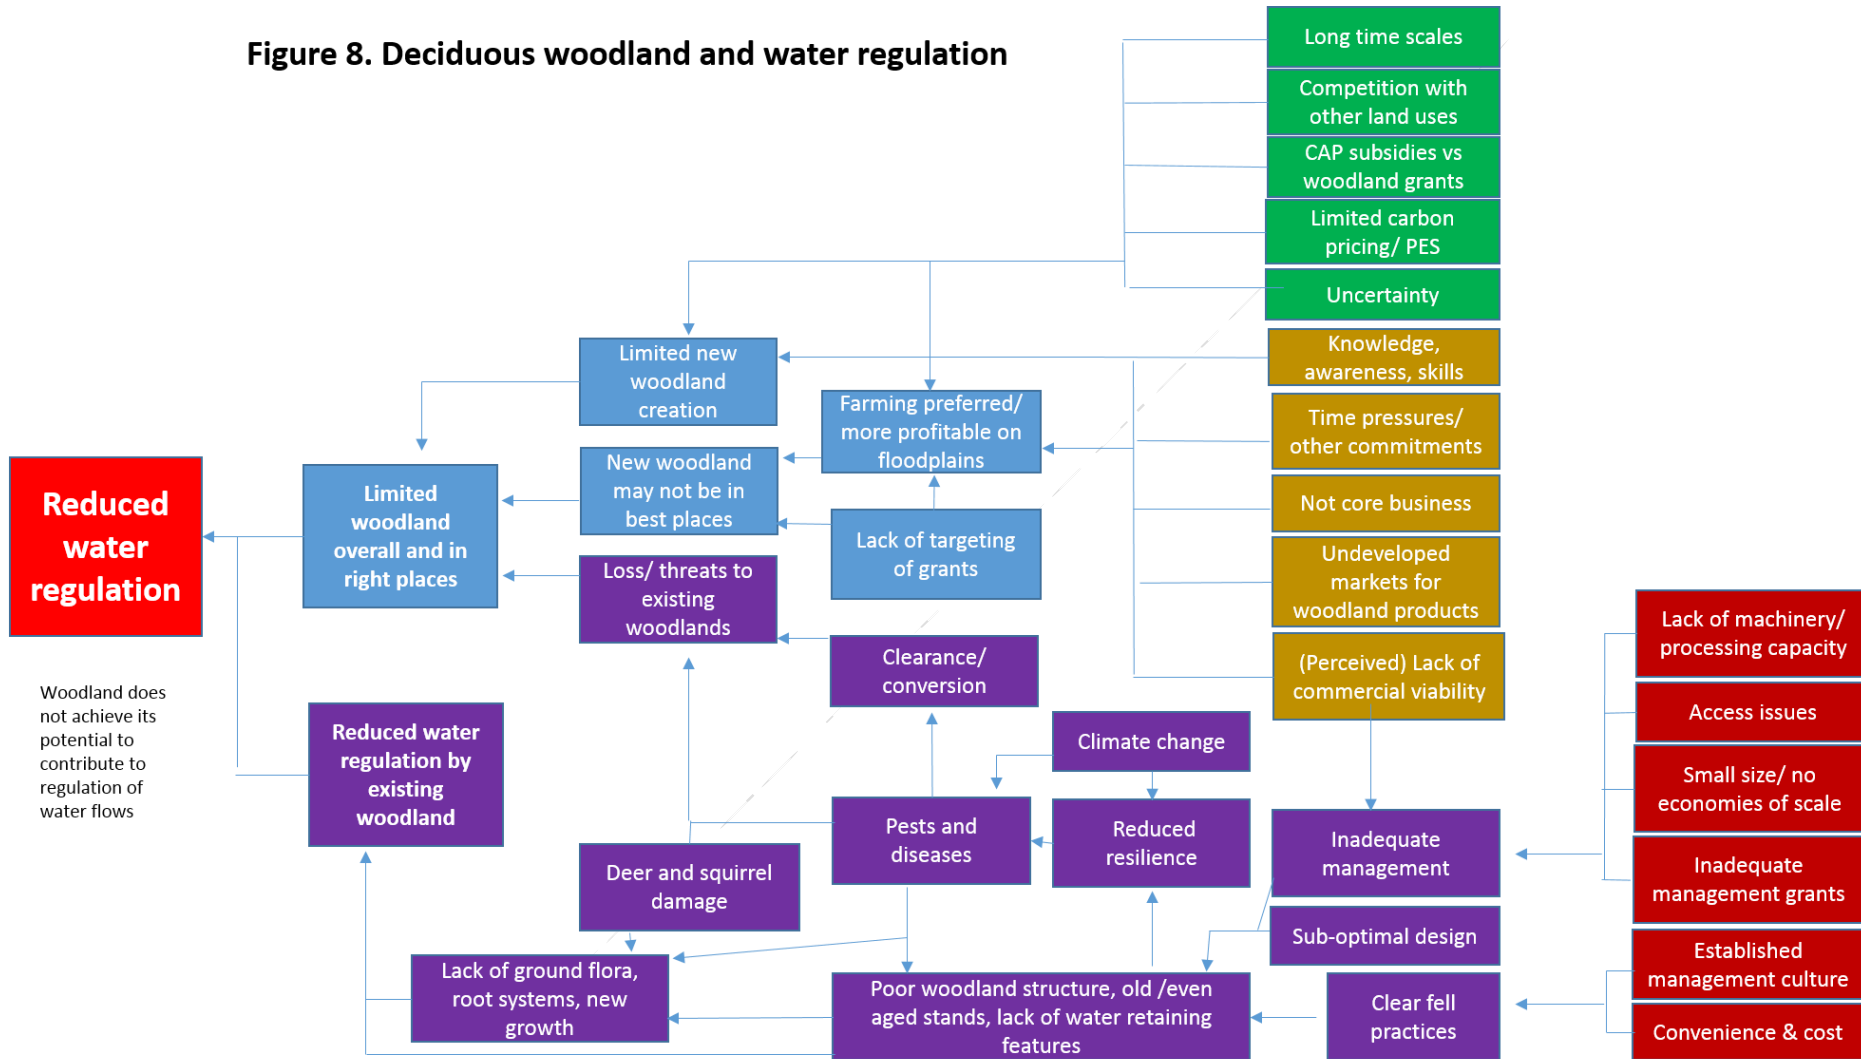 Figure 8. Deciduous woodland and water regulation
Long time scales
Competition with
other land uses
CAP subsidies vs
woodland grants
Limited carbon
pricing/ PES
Uncertainty
Knowledge,
awareness, skills
Time pressures/
other commitments
Not core business
Undeveloped
markets for
woodland products
(Perceived) Lack of
commercial viability
Limited new
woodland
creation
Farming preferred/
more profitable on
floodplains
New woodland
may not be in
best places
Lack of targeting
of grants
Limited
woodland
overall and in
right places
Reduced
water
regulation
Loss/ threats to
existing
woodlands
Clearance/
conversion
Woodland does
not achieve its
potential to
contribute to
regulation of
water flows
Reduced water
regulation by
existing
woodland
Climate change
Pests and
diseases
Reduced
resilience
Inadequate
management
Deer and squirrel
damage
Sub-optimal design
Lack of ground flora,
root systems, new
growth
Poor woodland structure, old /even
aged stands, lack of water retaining
features
Clear fell
practices
Lack of machinery/
processing capacity
Access issues
Small size/ no
economies of scale
Inadequate
management grants
Established
management culture
Convenience & cost